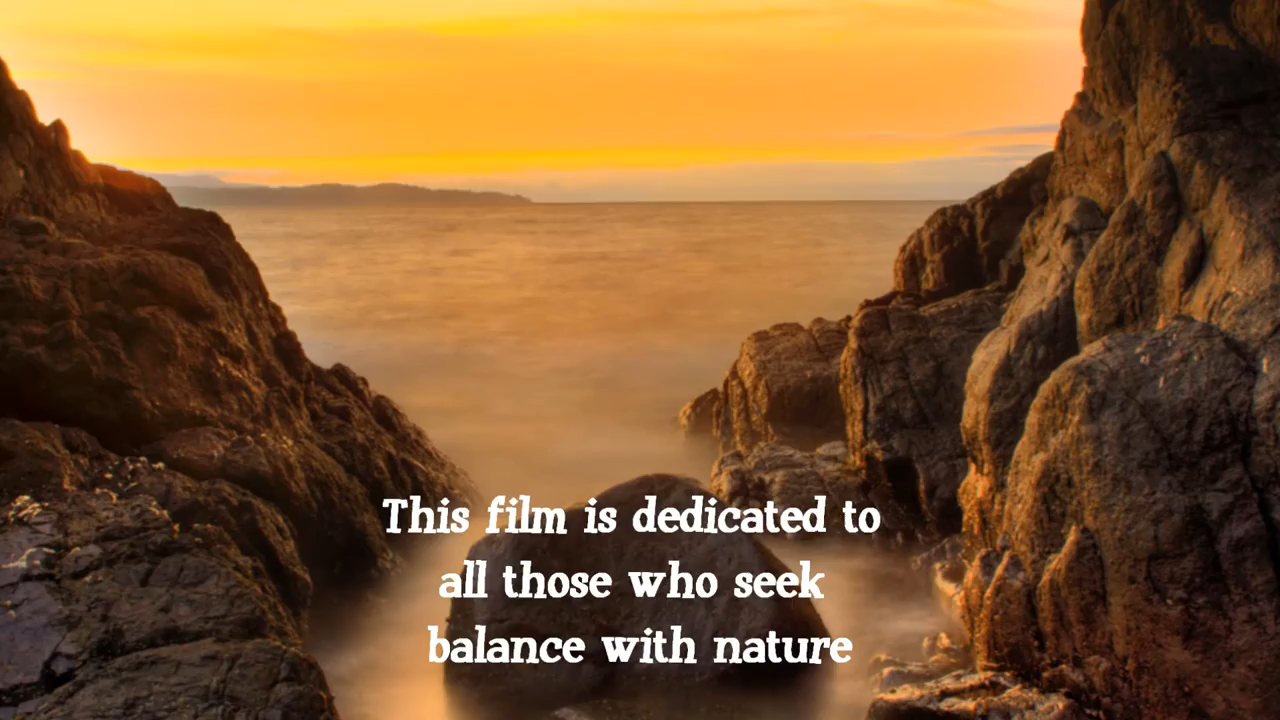 This film is dedicated to
all those who seek
balance with nature